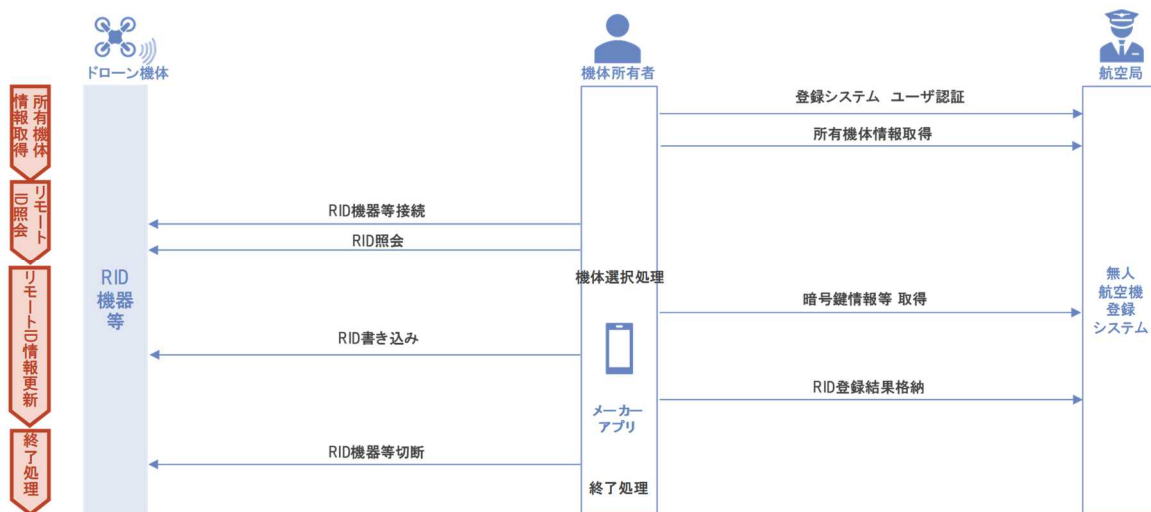 ドローン機体
機体所有者
航空局
所有機体
情報取得
登録システム ユーザ認証
所有機体情報取得
リモート
ID照会
RID機器等接続
RID照会
リモートID情報更新
RID
機器
等
機体選択処理
暗号鍵情報等 取得
無人
航空機
登録
システム
RID書き込み
メーカー
アプリ
RID登録結果格納
終了処理
RID機器等切断
終了処理